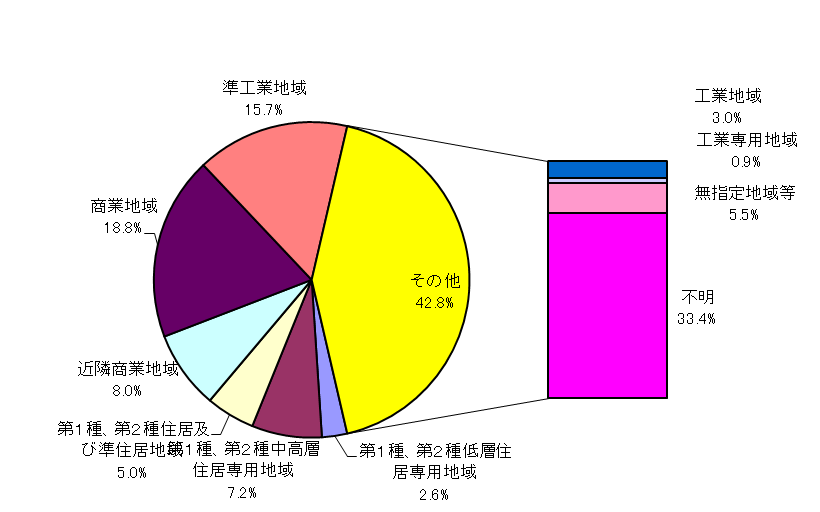 準工業地域
15.7%
商業地域
18.8%
近隣商業地域
8.0%
第1種、第2種住居及
び準住居地域
5.0%
第1種、第2種中高層
住居専用地域
7.2%
第1種、第2種低層住
居専用地域
2.6%
その他
42.8%
工業地域
3.0%
工業専用地域
0.9%
無指定地域等
5.5%
不明
33.4%